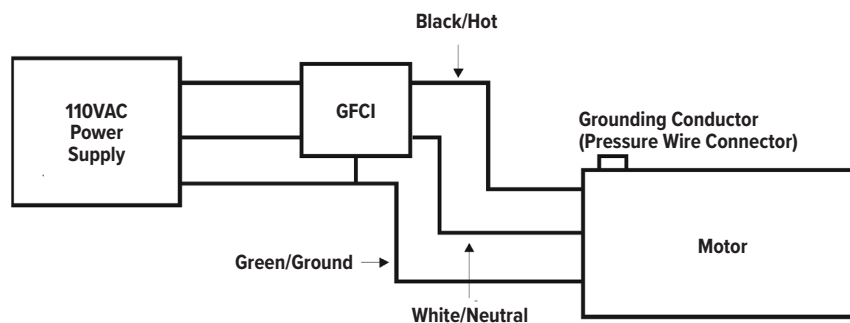 Black/Hot
110VAC
Power
Supply
GFCI
Grounding Conductor
(Pressure Wire Connector)
Motor
Green/Ground
White/Neutral